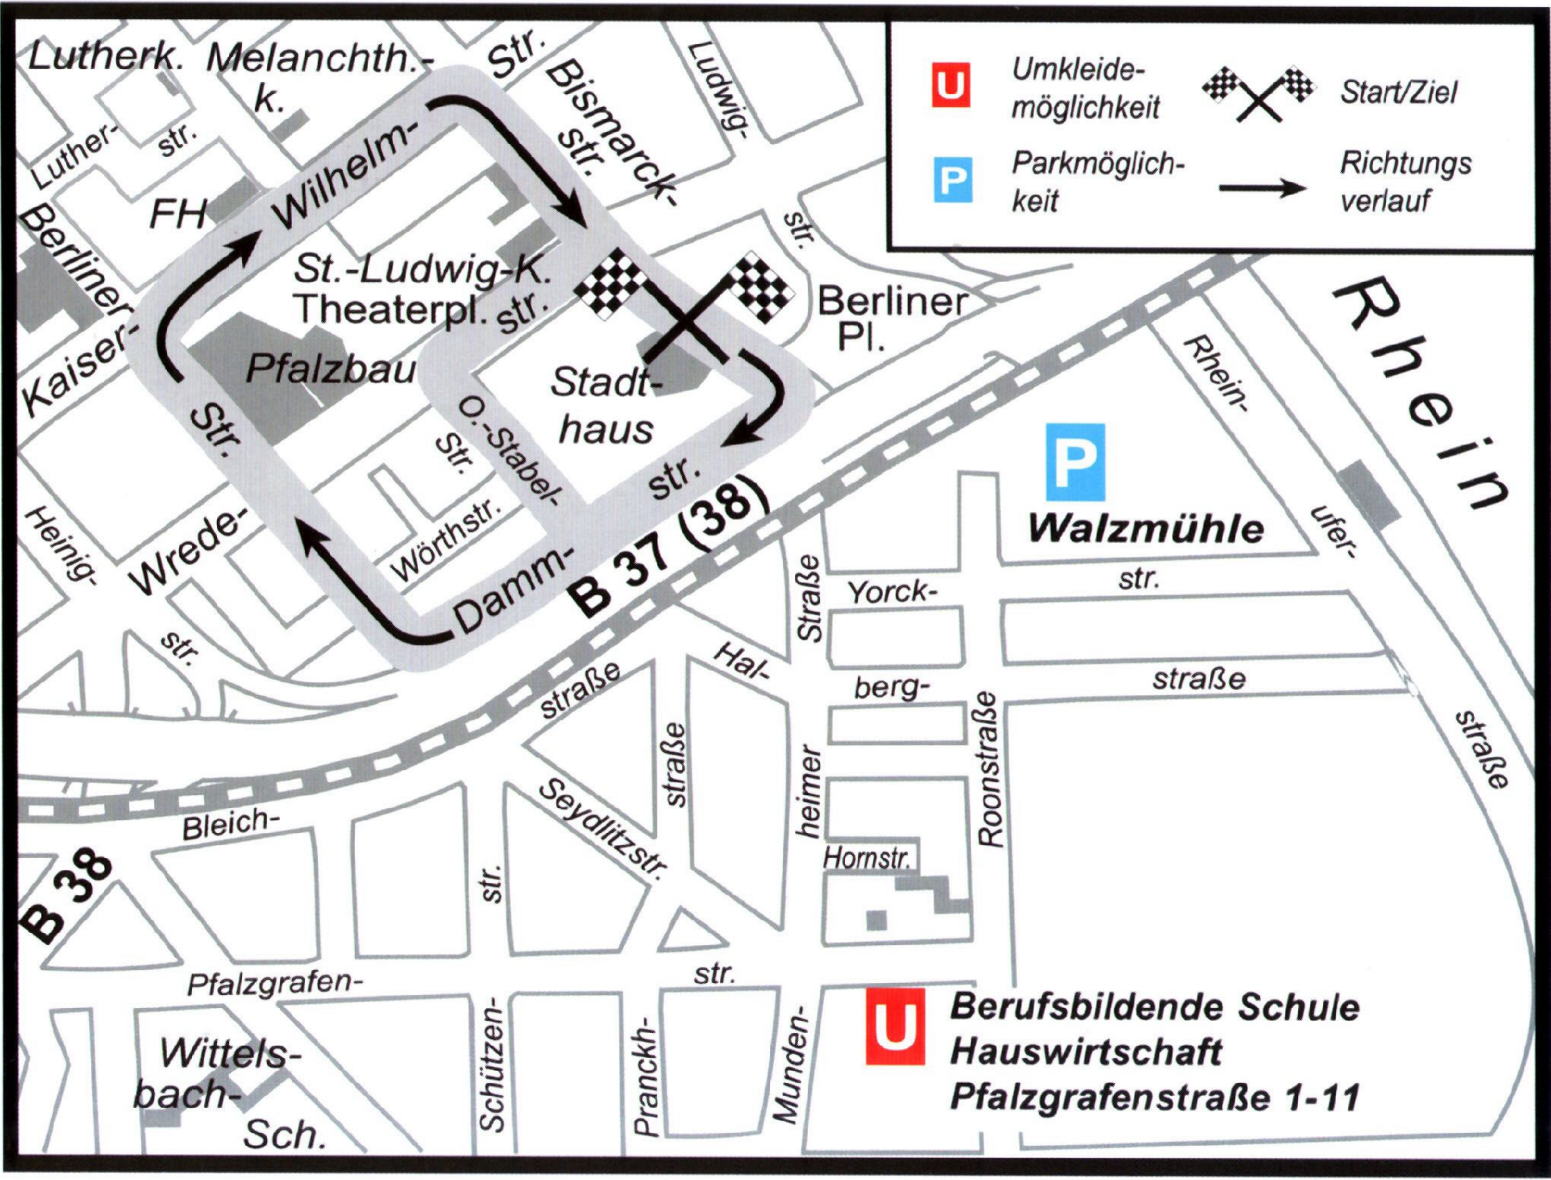 Lutherk.
Melanchth.-
k.
Str.
Bismarck-
str.
Ludwig-
str.
U
Umkleide-
möglichkeit
Start/Ziel
P
Parkmöglich-
keit
Richtungs
verlauf
Luther-
str.
FH
Wilhelm-
Berliner-
Kaiser-
St.-Ludwig-K.
Theaterpl.
str.
Pfalzbau
Stadt-
haus
Berliner
Pl.
Rhein
Rhein-
ufer-
straße
Str.
O.-Stabel-
Str.
str.
Heinig-
str.
Wrede-
Wörthstr.
Damm-
B 37 (38)
P
Walzmühle
Straße
Yorck-
str.
Hal-
berg-
straße
straße
straße
heimer
Roonstraße
Seydlitzstr.
Hornstr.
Bleich-
str.
B 38
Pfalzgrafen-
str.
Schützen-
Pranckh-
Munden-
Wittels-
bach-
Sch.
U
Berufsbildende Schule
Hauswirtschaft
Pfalzgrafenstraße 1-11